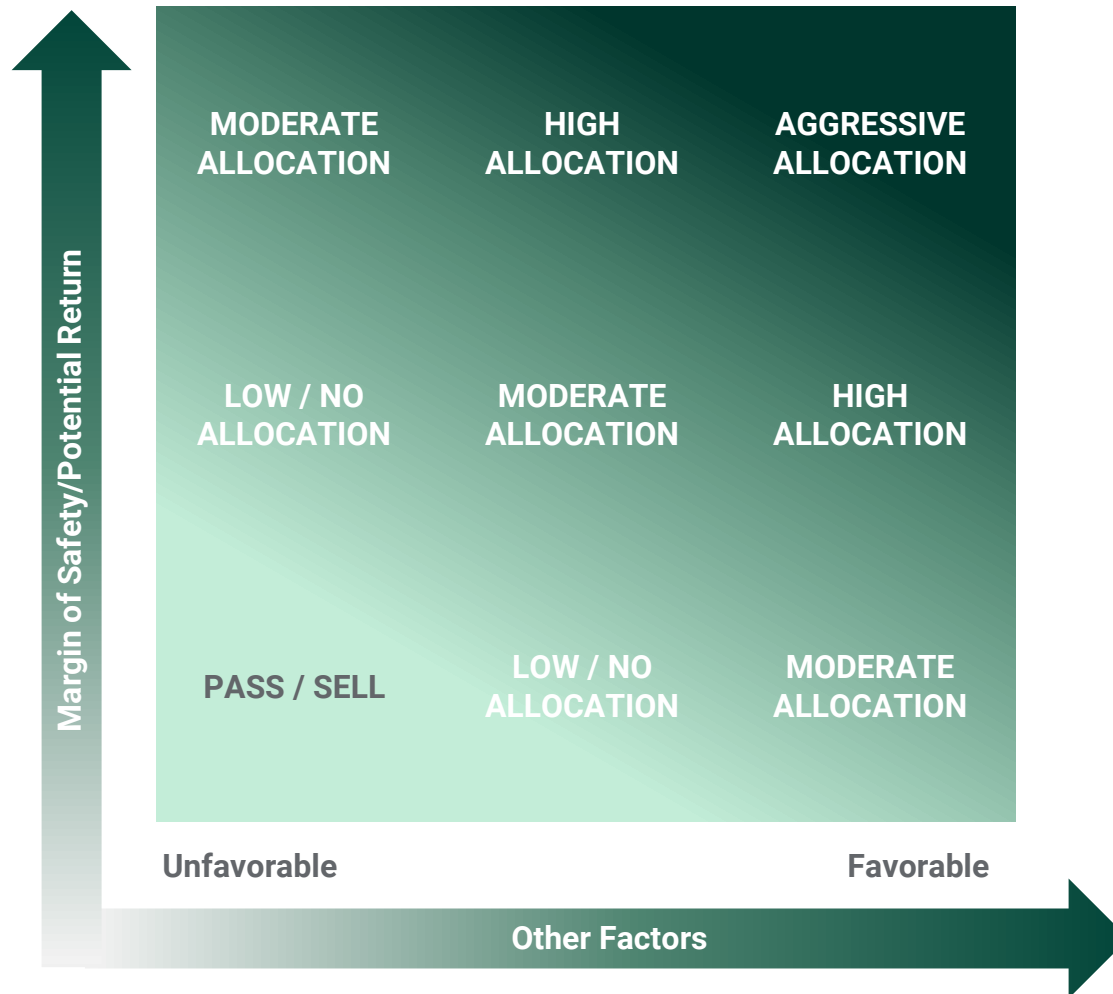 MODERATE
ALLOCATION
HIGH
ALLOCATION
AGGRESSIVE
ALLOCATION
LOW / NO
ALLOCATION
MODERATE
ALLOCATION
HIGH
ALLOCATION
PASS / SELL
LOW / NO
ALLOCATION
MODERATE
ALLOCATION
Margin of Safety/Potential Return
Unfavorable
Favorable
Other Factors